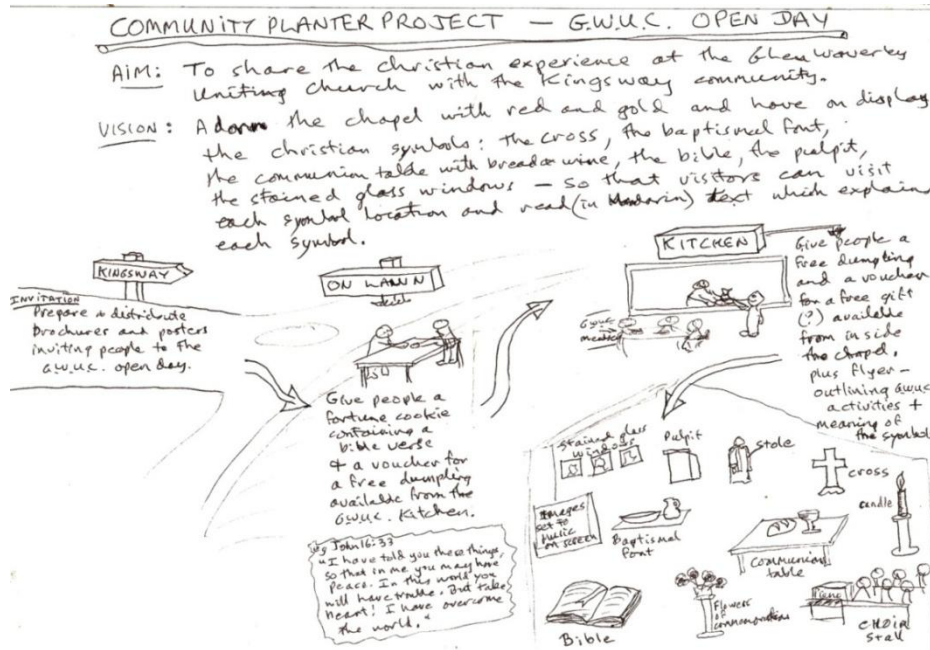 COMMUNITY PLANTER PROJECT — G.W.U.C. OPEN DAY
AIM: To share the christian experience at the Glen Waverley
Uniting church with the Kingsway community.
VISION: Adorn the chapel with red and gold and have on display
the christian symbols: the cross, the baptismal font,
the communion table with bread & wine, the bible, the pulpit,
the stained glass windows — so that visitors can visit
each symbol location and read (in Mandarin) text which explains
each symbol.
KINGSWAY
INVITATION
Prepare & distribute
brochures and posters
inviting people to the
G.W.U.C. open day.
ON LAWN
Give people a
fortune cookie
containing a
bible verse
& a voucher for
a free dumpling
available from the
G.W.U.C. Kitchen.
eg John 16:33
"I have told you these things,
so that in me you may have
peace. In this world you
will have trouble. But take
heart! I have overcome
the world."
KITCHEN
G.W.U.C.
Give people a
free dumpling
and a voucher
for a free gift
(?) available
from inside
the chapel,
plus flyer —
outlining GWUC
activities +
meaning of
the symbols
Stained glass
windows
Pulpit
stole
cross
candle
Images
set to
music
on screen
Baptismal
font
Communion
table
Bible
Flowers
Piano
CHOIR
Stall